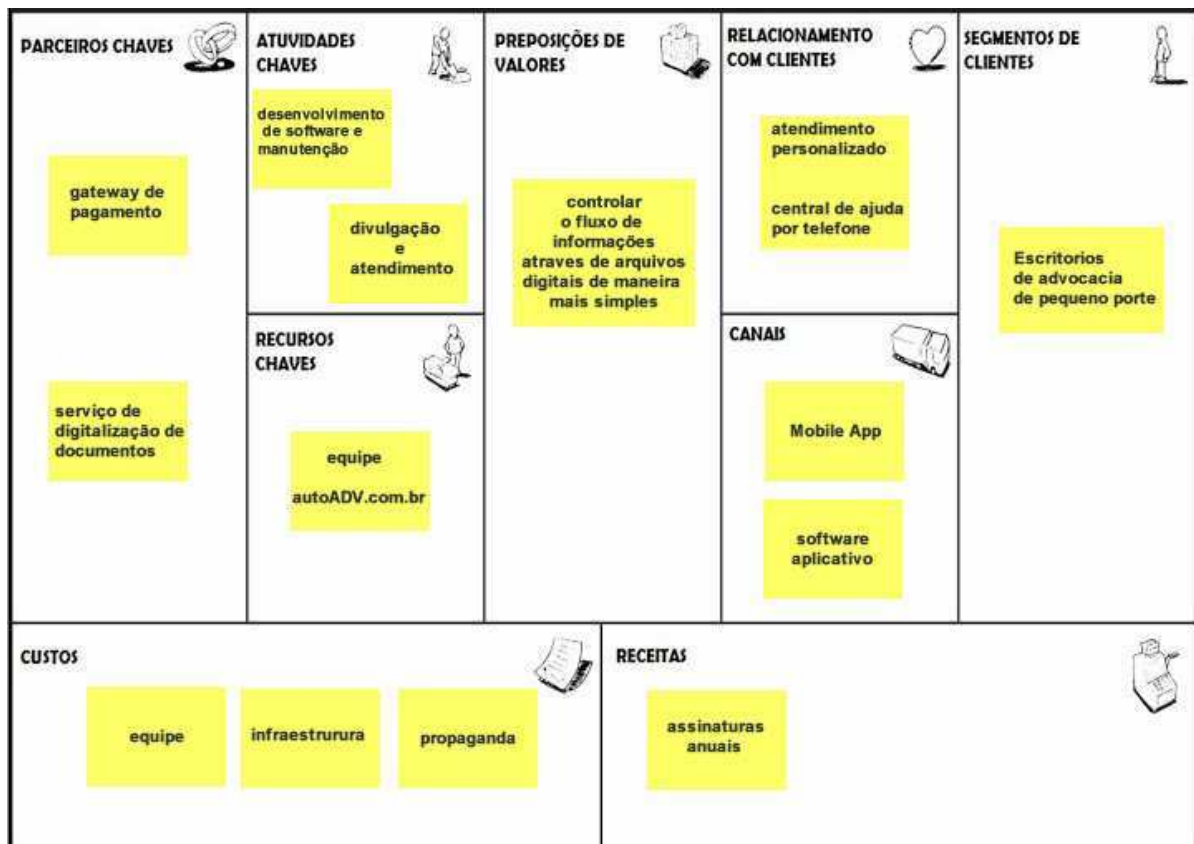 PARCEIROS CHAVES
gateway de
pagamento
serviço de
digitalização de
documentos
ATUVIDADES
CHAVES
desenvolvimento
de software e
manutenção
divulgação
e
atendimento
RECURSOS
CHAVES
equipe
autoADV.com.br
PREPOSIÇÕES DE
VALORES
controlar
o fluxo de
informações
atraves de arquivos
digitais de maneira
mais simples
RELACIONAMENTO
COM CLIENTES
atendimento
personalizado
central de ajuda
por telefone
CANAIS
Mobile App
software
aplicativo
SEGMENTOS DE
CLIENTES
Escritorios
de advocacia
de pequeno porte
CUSTOS
equipe
infraestrurura
propaganda
RECEITAS
assinaturas
anuais